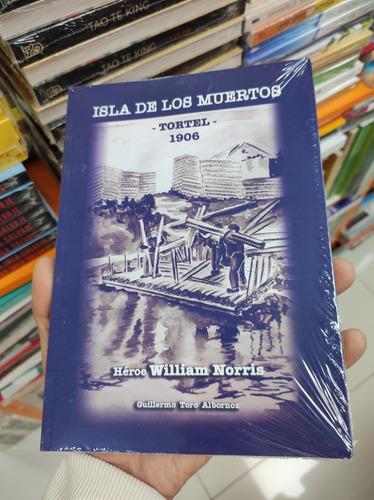 TAO TE KING
TAO TE KING
ISLA DE LOS MUERTOS
- TORTEL -
1906
Héroe William Norris
Guillermo Toro Albornoz